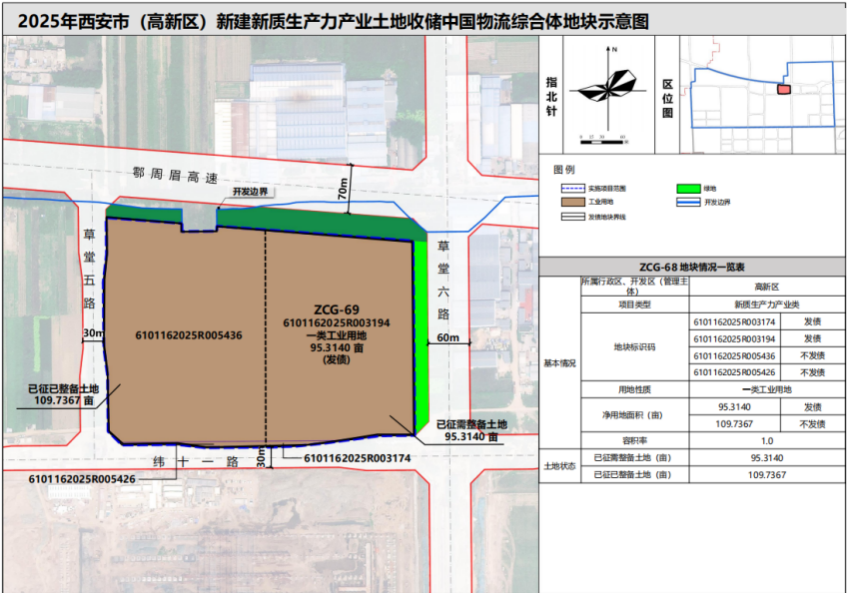 2025年西安市（高新区）新建新质生产力产业土地收储中国物流综合体地块示意图
鄠周眉高速
70m
开发边界
草堂五路
30m
草堂六路
60m
6101162025R005436
ZCG-69
6101162025R003194
一类工业用地
95.3140 亩
(发债)
已征已整备土地
109.7367 亩
已征需整备土地
95.3140 亩
纬十一路
30m
6101162025R003174
6101162025R005426
指北针
N
区位图
图例
实施项目范围
绿地
工业用地
开发边界
发债地块界线
ZCG-68 地块情况一览表
基本情况
所属行政区、开发区（管理主体）
高新区
项目类型
新质生产力产业类
地块标识码
6101162025R003174
发债
6101162025R003194
发债
6101162025R005436
不发债
6101162025R005426
不发债
用地性质
一类工业用地
净用地面积（亩）
95.3140
发债
109.7367
不发债
容积率
1.0
土地状态
已征需整备土地（亩）
95.3140
已征已整备土地（亩）
109.7367